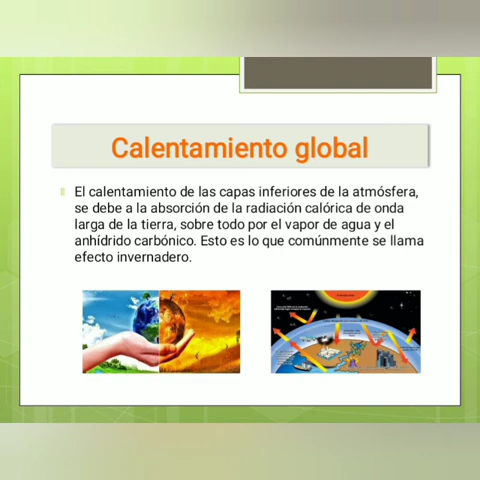 Calentamiento global
El calentamiento de las capas inferiores de la atmósfera,
se debe a la absorción de la radiación calórica de onda
larga de la tierra, sobre todo por el vapor de agua y el
anhídrido carbónico. Esto es lo que comúnmente se llama
efecto invernadero.